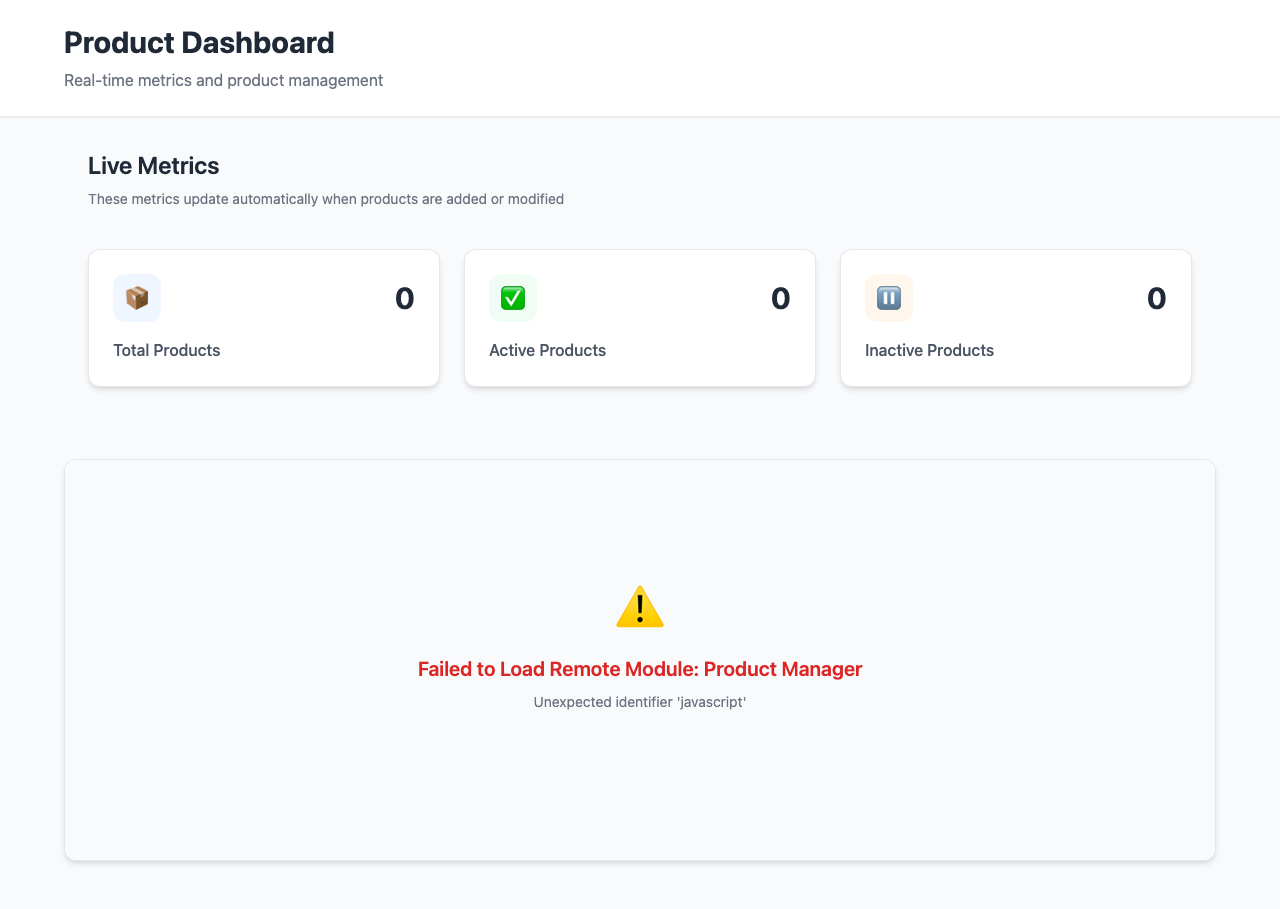 Product Dashboard
Real-time metrics and product management
Live Metrics
These metrics update automatically when products are added or modified
0
Total Products
0
Active Products
0
Inactive Products
Failed to Load Remote Module: Product Manager
Unexpected identifier 'javascript'